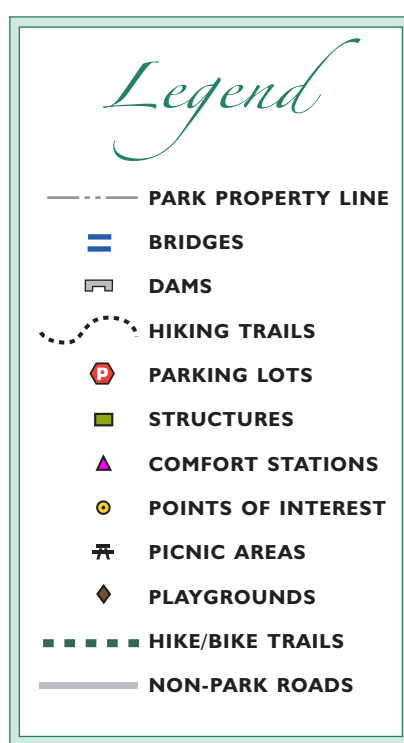 Legend
PARK PROPERTY LINE
BRIDGES
DAMS
HIKING TRAILS
P PARKING LOTS
STRUCTURES
COMFORT STATIONS
POINTS OF INTEREST
PICNIC AREAS
PLAYGROUNDS
HIKE/BIKE TRAILS
NON-PARK ROADS